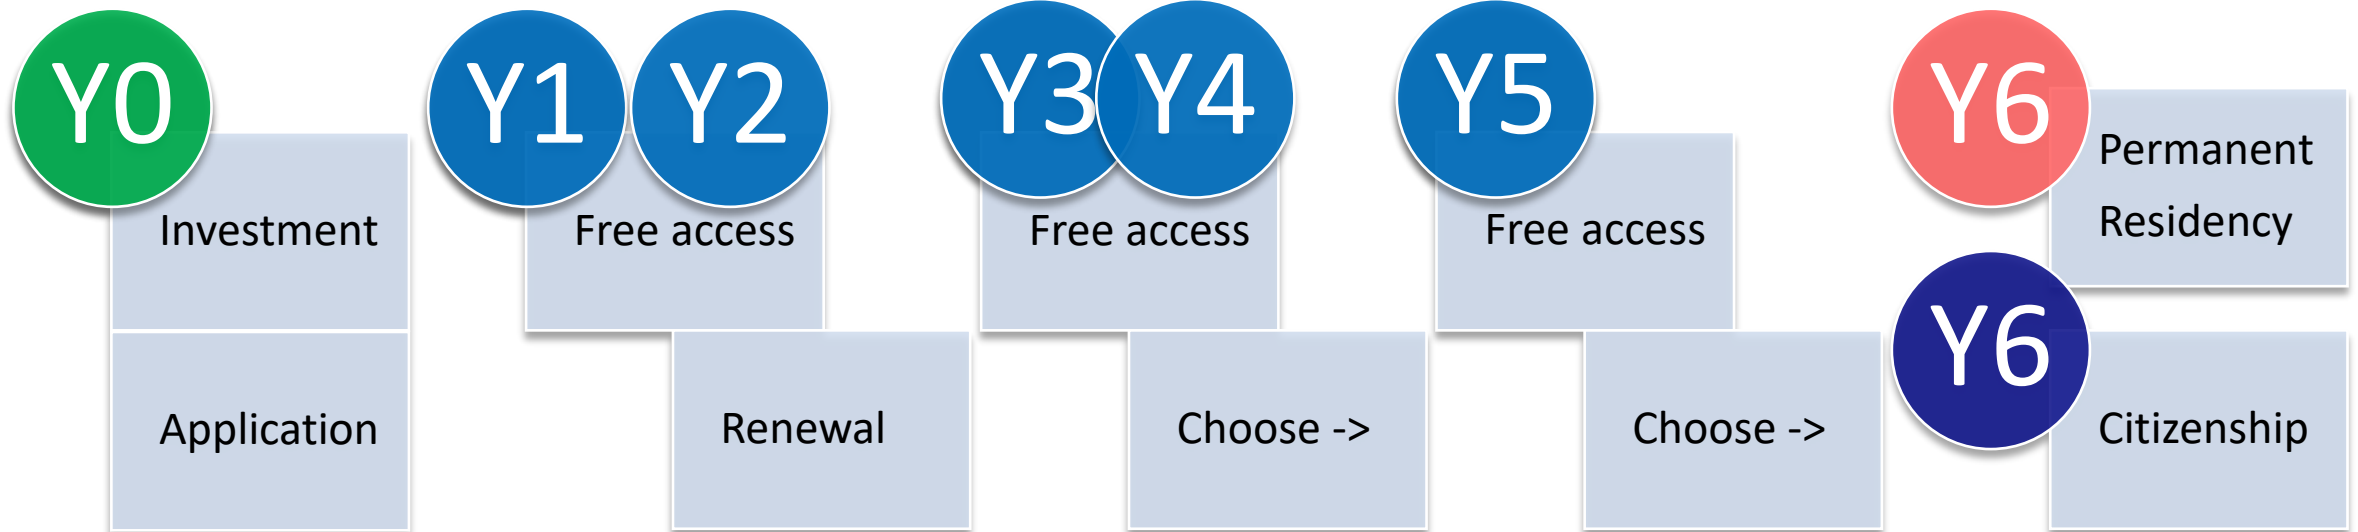 Y0
Investment
Application
Y1
Y2
Free access
Renewal
Y3
Y4
Free access
Choose ->
Y5
Free access
Choose ->
Y6
Permanent
Residency
Y6
Citizenship